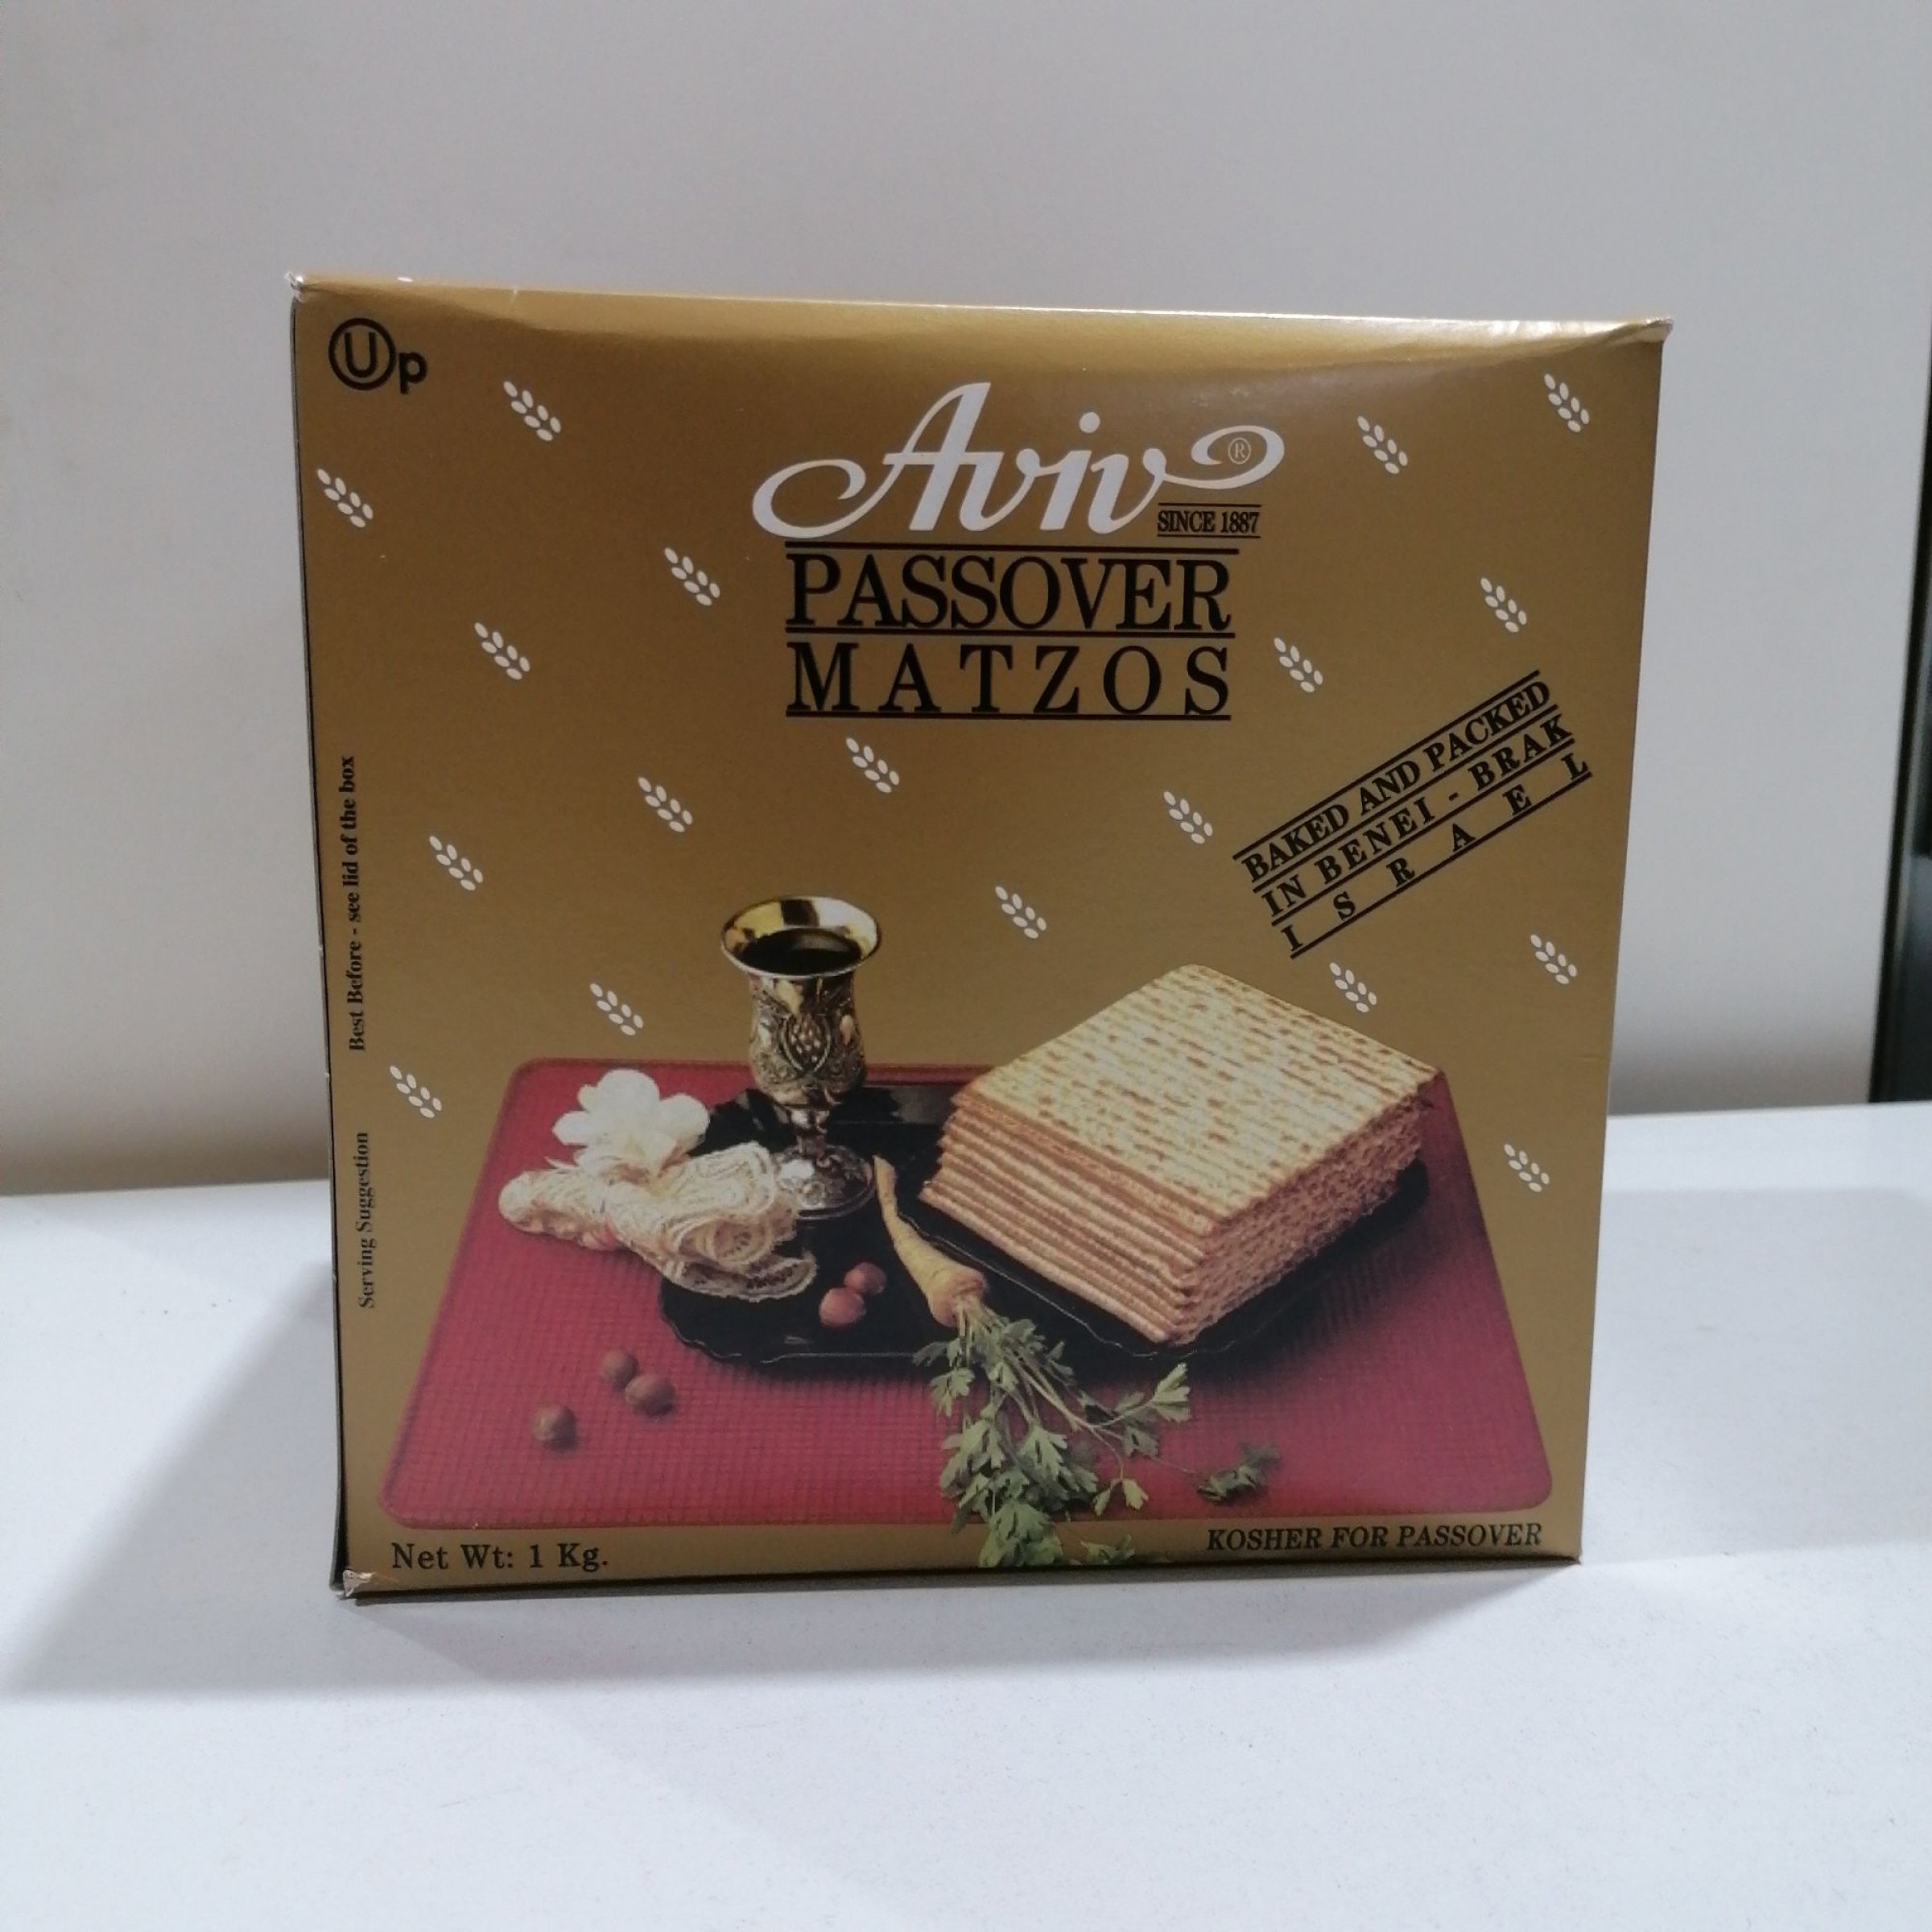 Up
Aviv®
SINCE 1887
PASSOVER
MATZOS
BAKED AND PACKED
IN BENEI - BRAK
ISRAEL
Best Before - see lid of the box
Serving Suggestion
Net Wt: 1 Kg.
KOSHER FOR PASSOVER